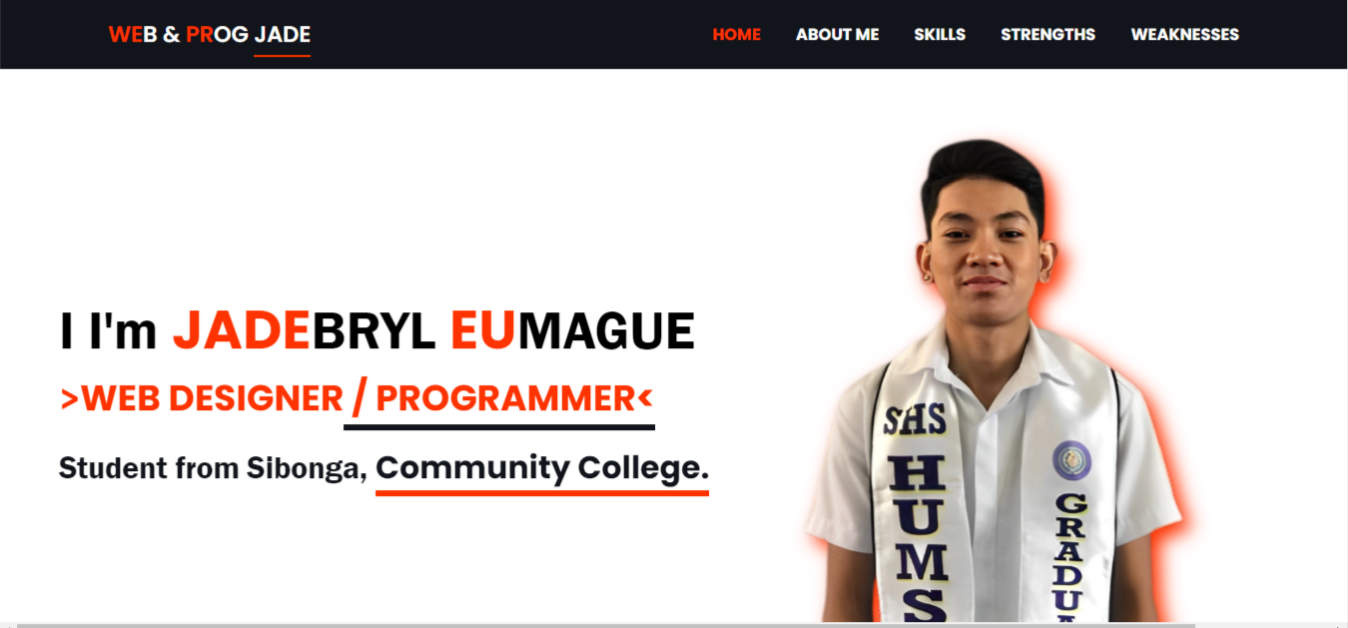 WEB & PROG JADE
HOME ABOUT ME SKILLS STRENGTHS WEAKNESSES
I I'm JADEBRYL EUMAGUE
>WEB DESIGNER / PROGRAMMER<
Student from Sibonga, Community College.
SHS
HUMS
GRADUA